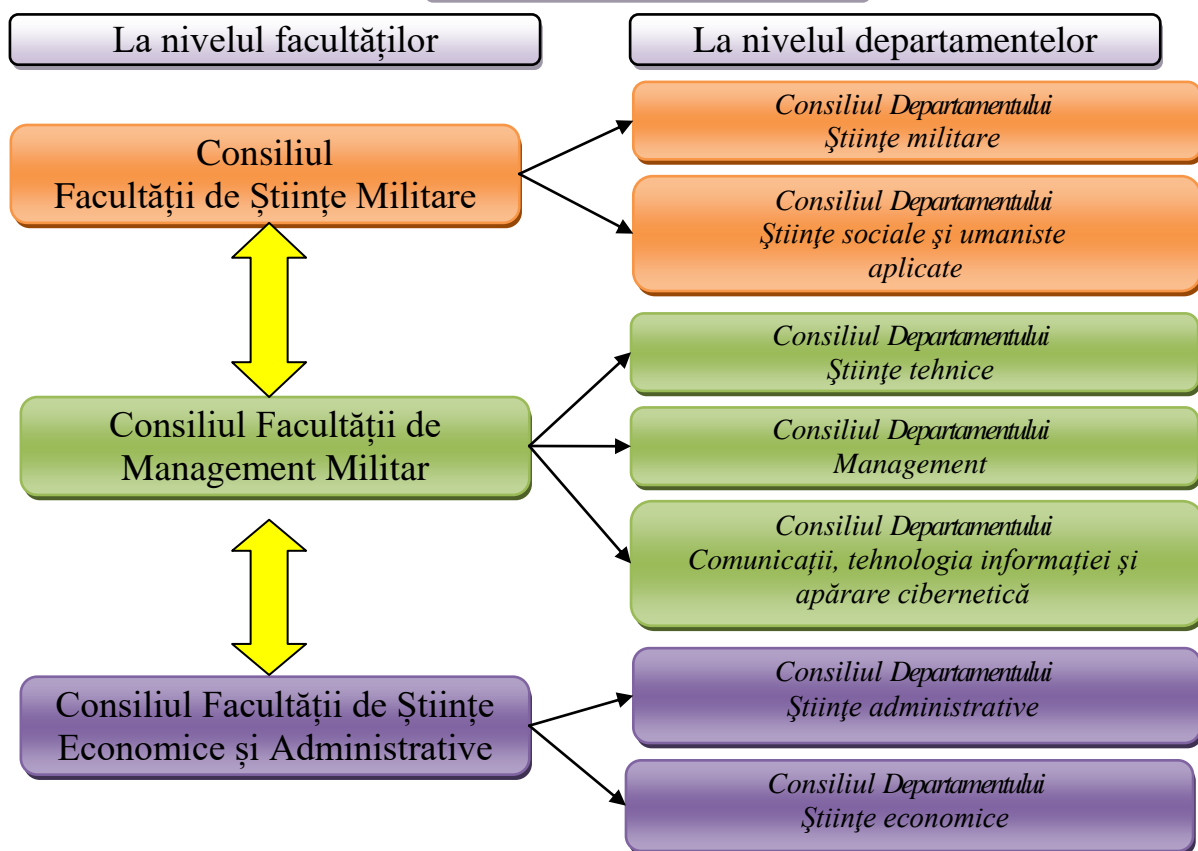 La nivelul facultăților
La nivelul departamentelor
Consiliul
Facultății de Științe Militare
Consiliul Departamentului
Ştiinţe militare
Consiliul Departamentului
Ştiinţe sociale şi umaniste
aplicate
Consiliul Facultății de
Management Militar
Consiliul Departamentului
Ştiinţe tehnice
Consiliul Departamentului
Management
Consiliul Departamentului
Comunicații, tehnologia informației și
apărare cibernetică
Consiliul Facultății de Științe
Economice și Administrative
Consiliul Departamentului
Ştiinţe administrative
Consiliul Departamentului
Ştiinţe economice